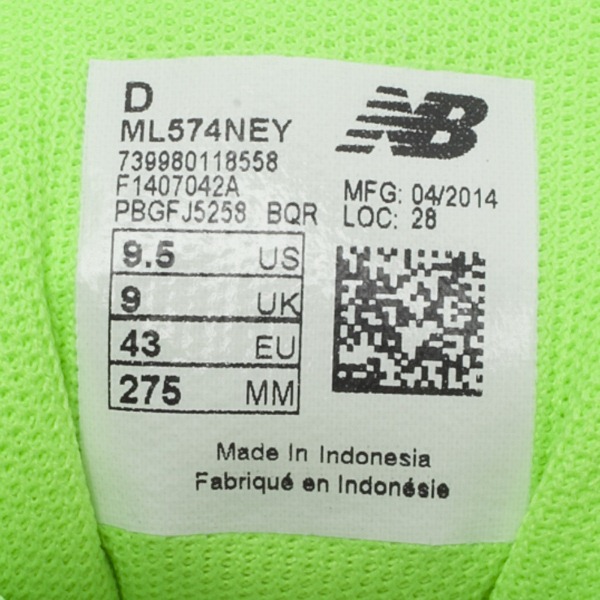 D
ML574NEY
739980118558
F1407042A
PBGFJ5258 BQR
NB
MFG: 04/2014
LOC: 28
9.5 US
9 UK
43 EU
275 MM
Made In Indonesia
Fabriqué en Indonésie